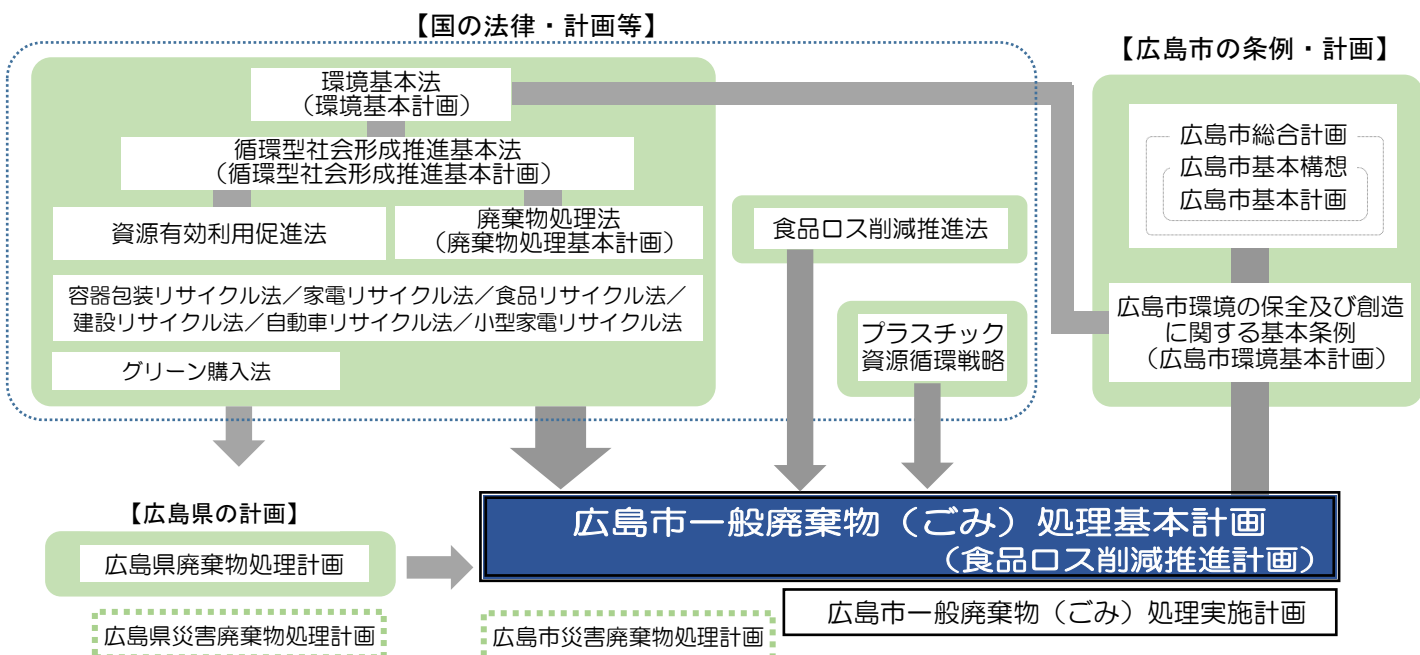 【国の法律・計画等】
環境基本法
（環境基本計画）
循環型社会形成推進基本法
（循環型社会形成推進基本計画）
資源有効利用促進法
廃棄物処理法
（廃棄物処理基本計画）
容器包装リサイクル法／家電リサイクル法／食品リサイクル法／
建設リサイクル法／自動車リサイクル法／小型家電リサイクル法
グリーン購入法
食品ロス削減推進法
プラスチック
資源循環戦略
【広島市の条例・計画】
広島市総合計画
広島市基本構想
広島市基本計画
広島市環境の保全及び創造
に関する基本条例
（広島市環境基本計画）
【広島県の計画】
広島県廃棄物処理計画
広島県災害廃棄物処理計画
広島市一般廃棄物（ごみ）処理基本計画
（食品ロス削減推進計画）
広島市一般廃棄物（ごみ）処理実施計画
広島市災害廃棄物処理計画